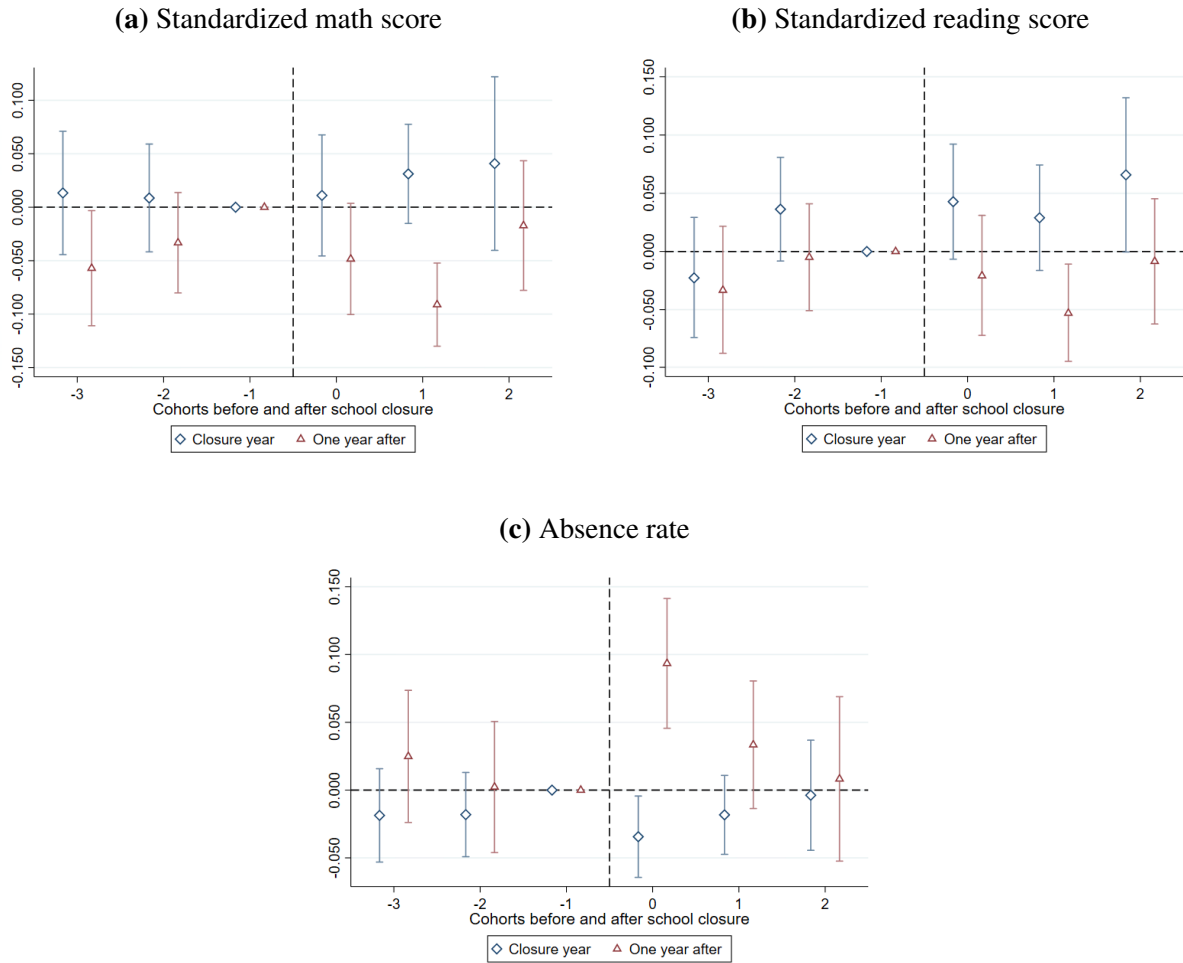 (a) Standardized math score
0.100
0.050
0.000
-0.050
-0.100
-0.150
-3 -2 -1 0 1 2
Cohorts before and after school closure
Closure year One year after
(b) Standardized reading score
0.150
0.100
0.050
0.000
-0.050
-0.100
-3 -2 -1 0 1 2
Cohorts before and after school closure
Closure year One year after
(c) Absence rate
0.150
0.100
0.050
0.000
-0.050
-3 -2 -1 0 1 2
Cohorts before and after school closure
Closure year One year after